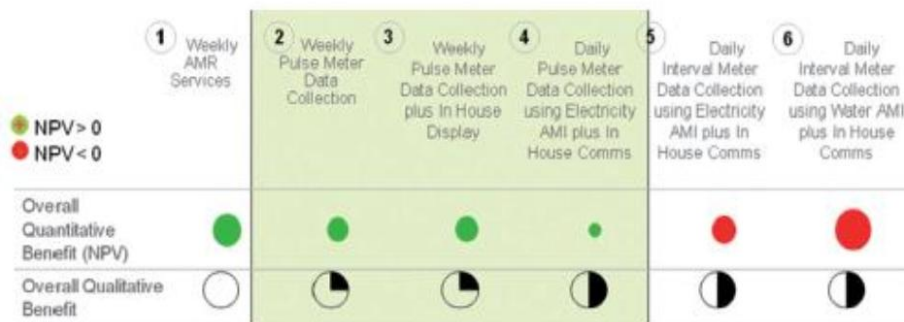 1
Weekly
AMR
Services
2
Weekly
Pulse Meter
Data
Collection
3
Weekly
Pulse Meter
Data Collection
plus In House
Display
4
Daily
Pulse Meter
Data Collection
using Electricity
AMI plus In
House Comms
5
Daily
Interval Meter
Data Collection
using Electricity
AMI plus In
House Comms
6
Daily
Interval Meter
Data Collection
using Water AMI
plus In House
Comms
NPV > 0
NPV < 0
Overall
Quantitative
Benefit (NPV)
Overall Qualitative
Benefit